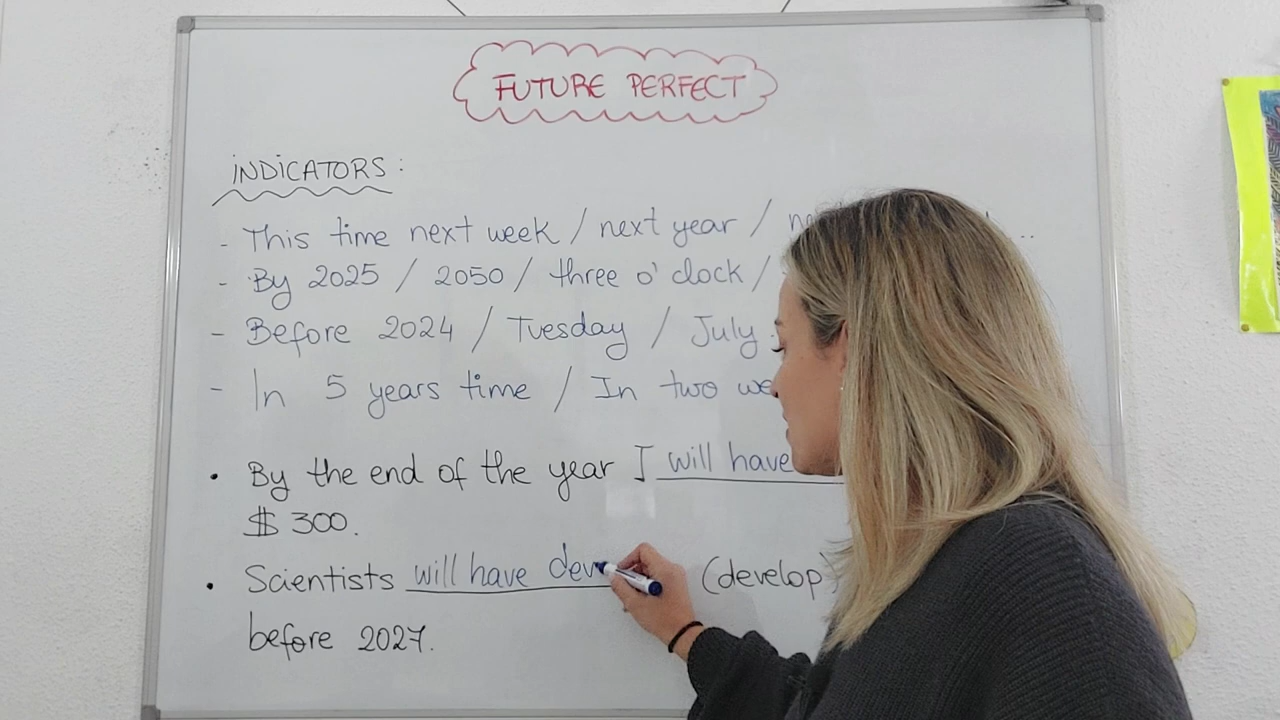 FUTURE PERFECT
INDICATORS:
- This time next week / next year /
- By 2025 / 2050 / three o'clock /
- Before 2024 / Tuesday / July
- In 5 years time / In two
• By the end of the year I will have
$300.
• Scientists will have dev (develop)
before 2027.